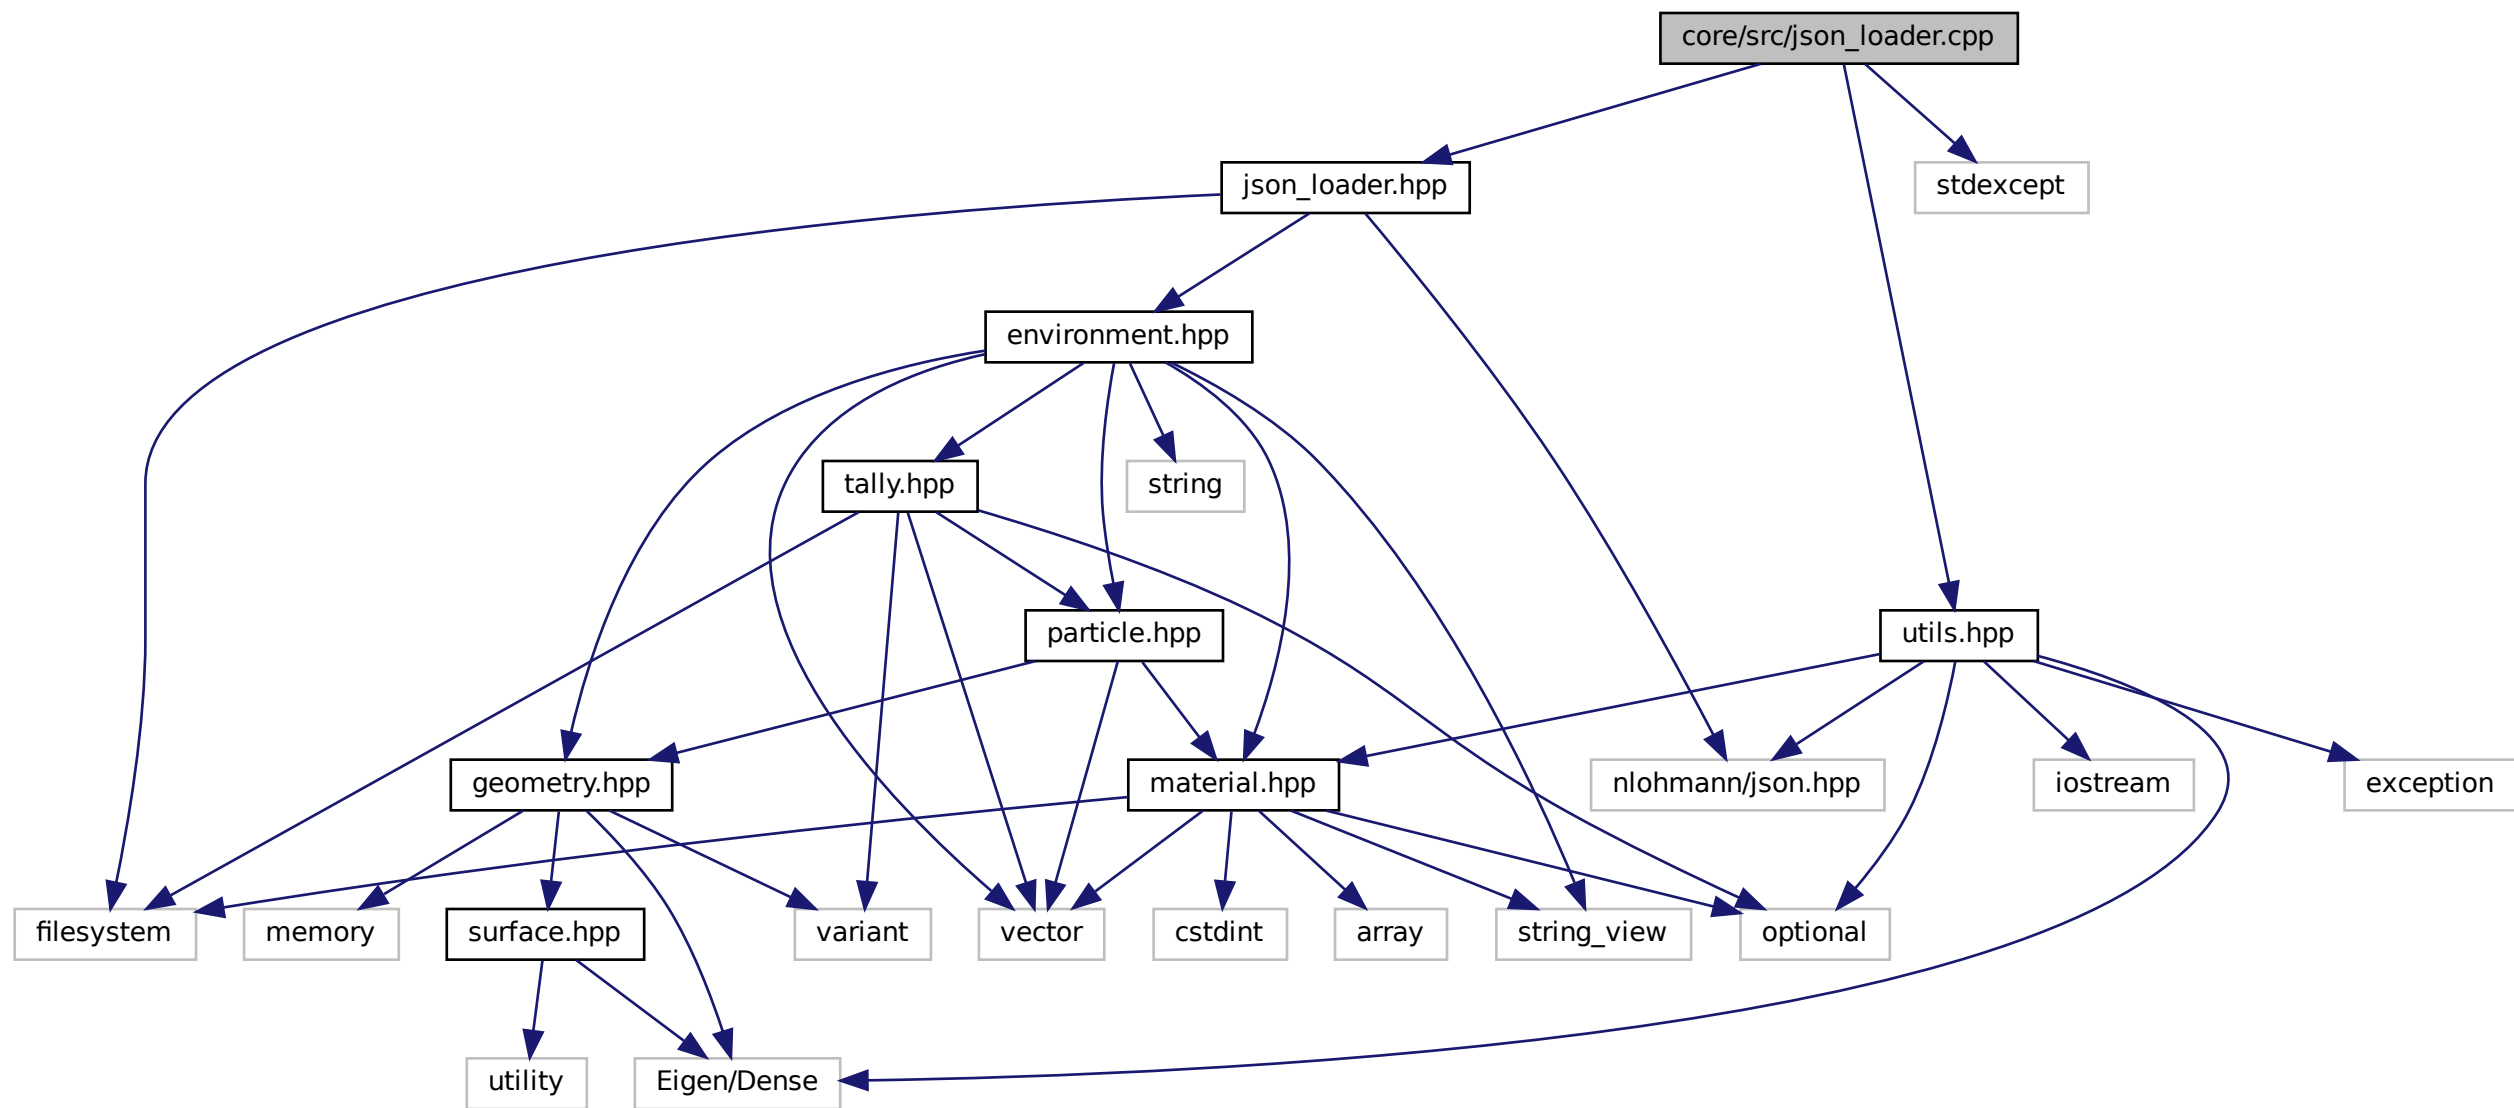 core/src/json_loader.cpp
json_loader.hpp
stdexcept
environment.hpp
tally.hpp
string
particle.hpp
utils.hpp
geometry.hpp
material.hpp
nlohmann/json.hpp
iostream
exception
filesystem
memory
surface.hpp
variant
vector
cstdint
array
string_view
optional
utility
Eigen/Dense